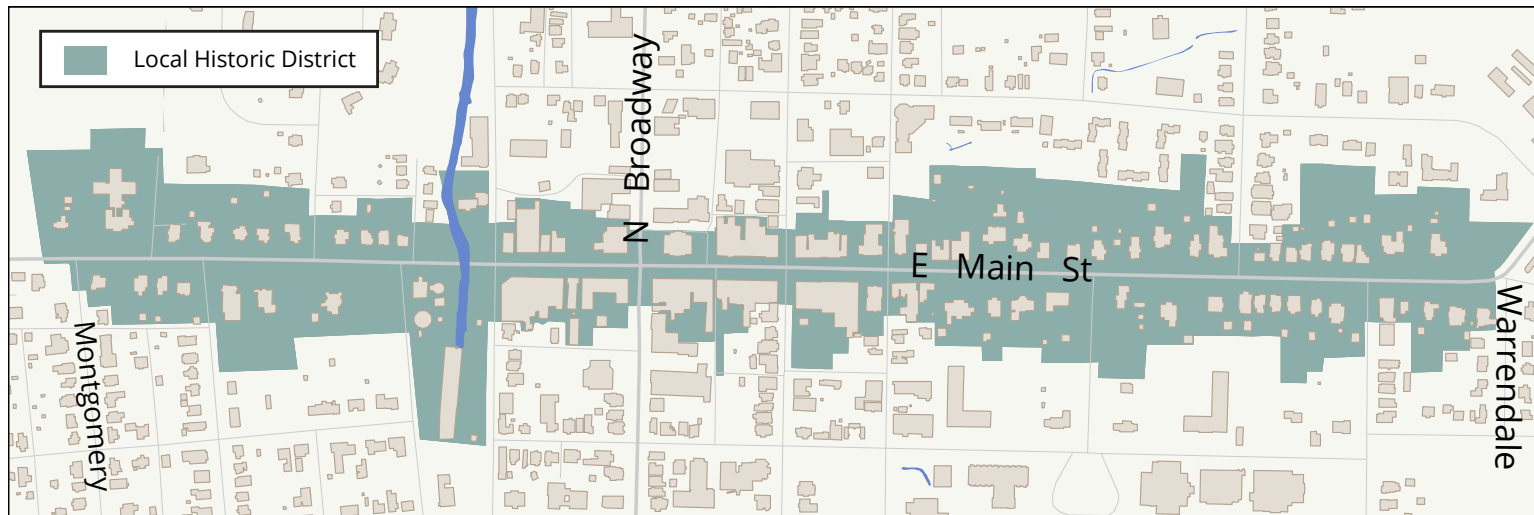 Local Historic District
N Broadway
E Main St
Montgomery
Warrendale